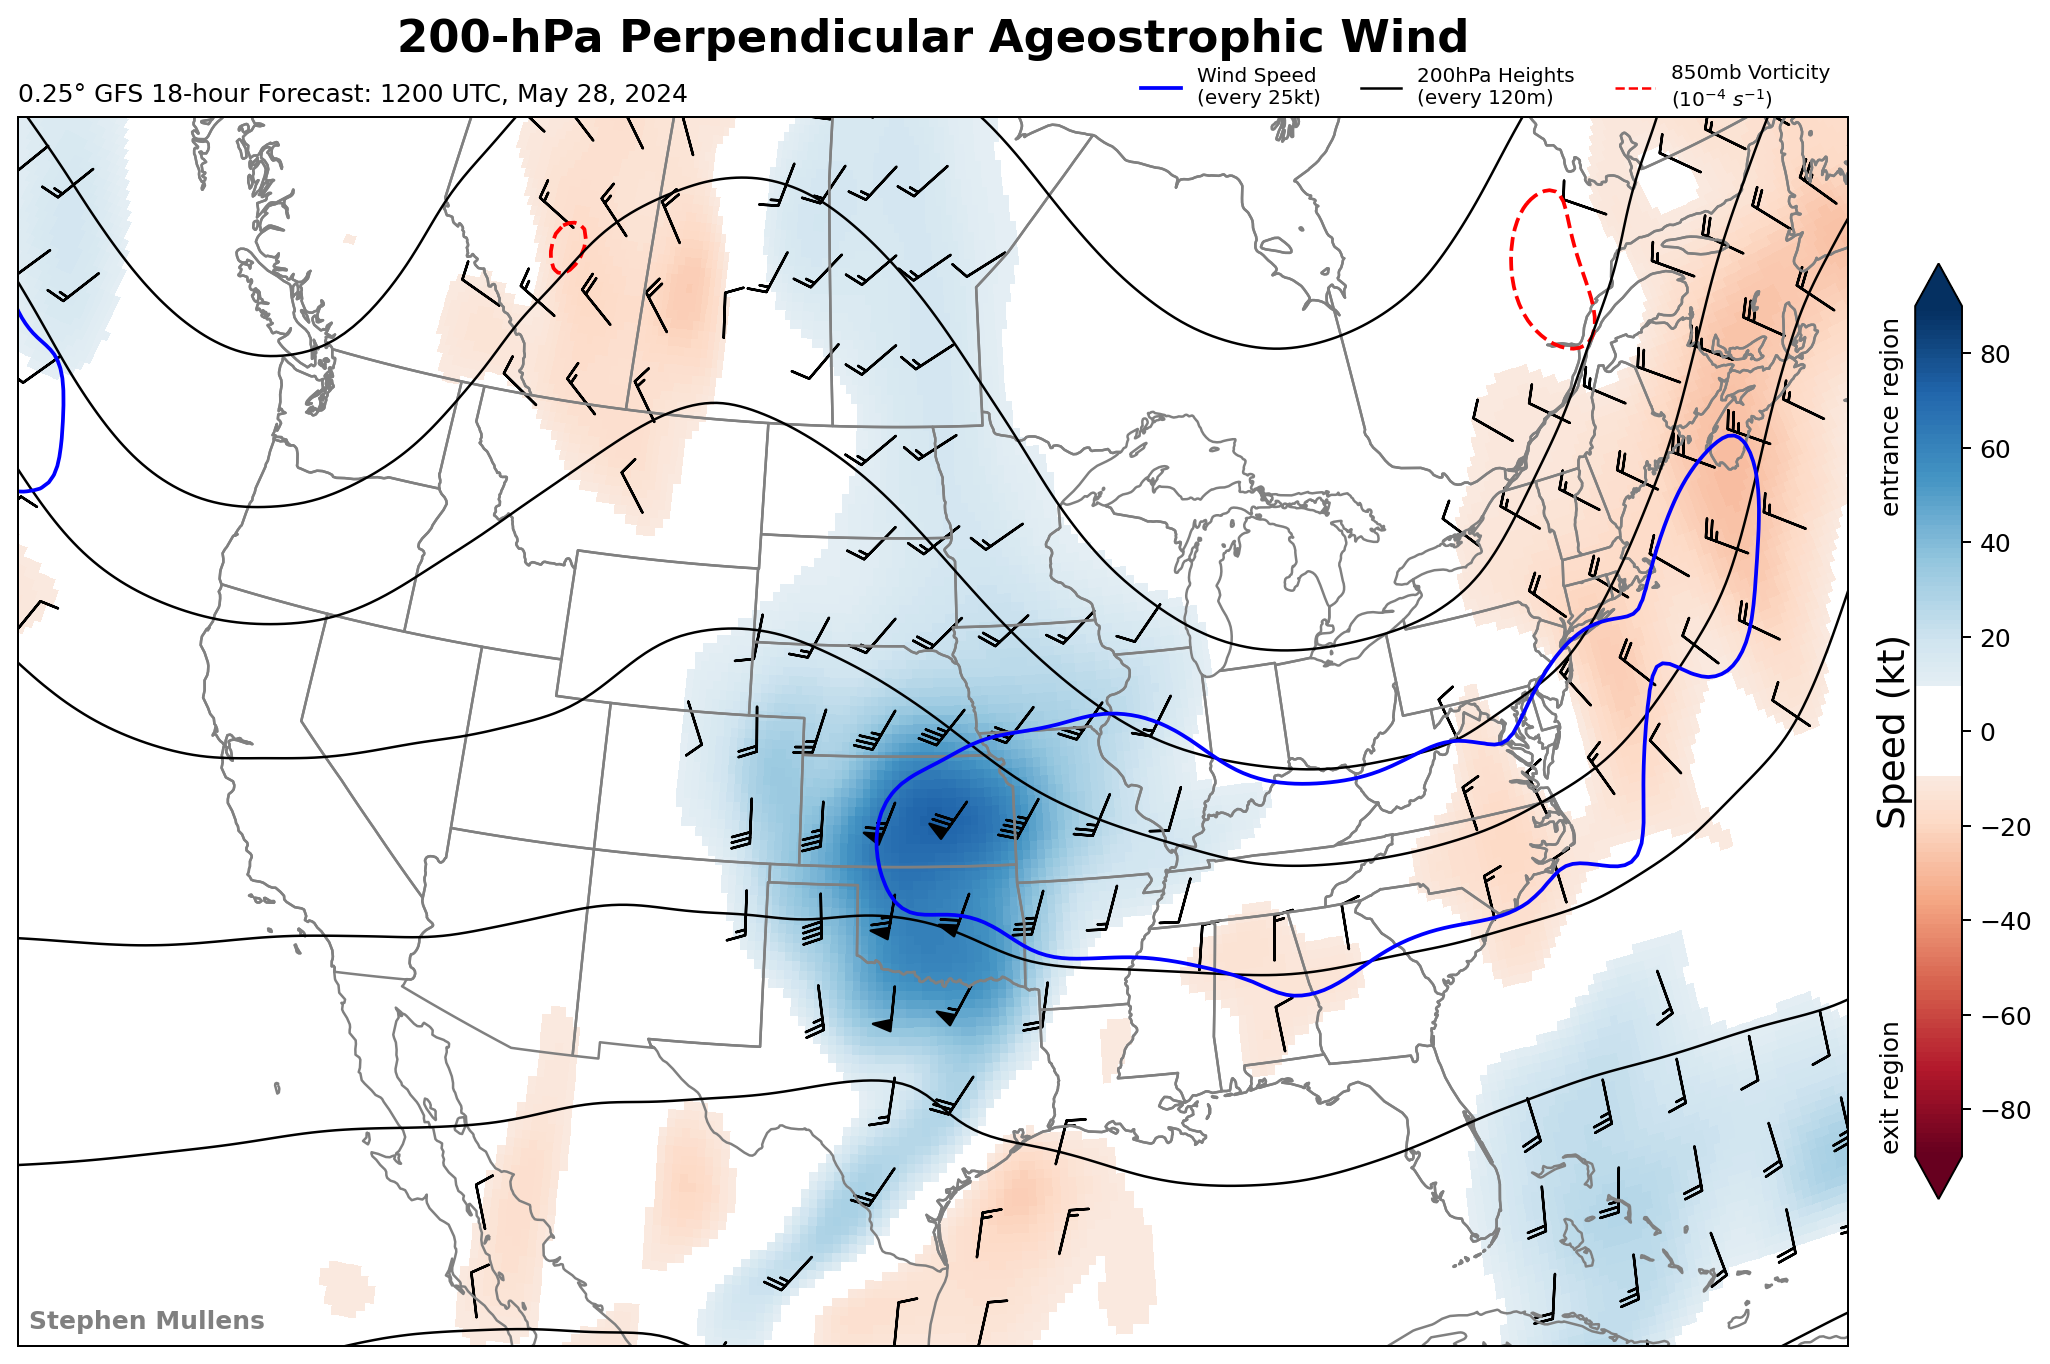 200-hPa Perpendicular Ageostrophic Wind
0.25° GFS 18-hour Forecast: 1200 UTC, May 28, 2024
Wind Speed
(every 25kt)
200hPa Heights
(every 120m)
850mb Vorticity
(10⁻⁴ s⁻¹)
entrance region
exit region
Speed (kt)
80
60
40
20
0
−20
−40
−60
−80
Stephen Mullens